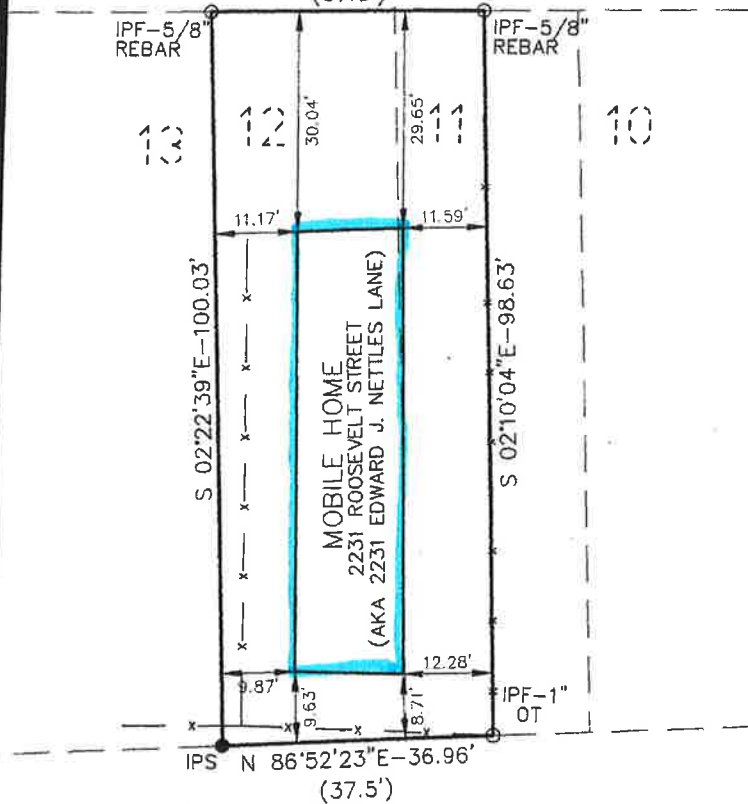 IPF-5/8"
REBAR
IPF-5/8"
REBAR
13
12
30.04'
29.65'
11
10
11.17'
11.59'
S 02°22'39"E-100.03'
MOBILE HOME
2231 ROOSEVELT STREET
(AKA 2231 EDWARD J. NETTLES LANE)
S 02°10'04"E-98.63'
9.87'
12.28'
9.63'
8.71'
IPF-1"
OT
IPS
N 86°52'23"E-36.96'
(37.5')